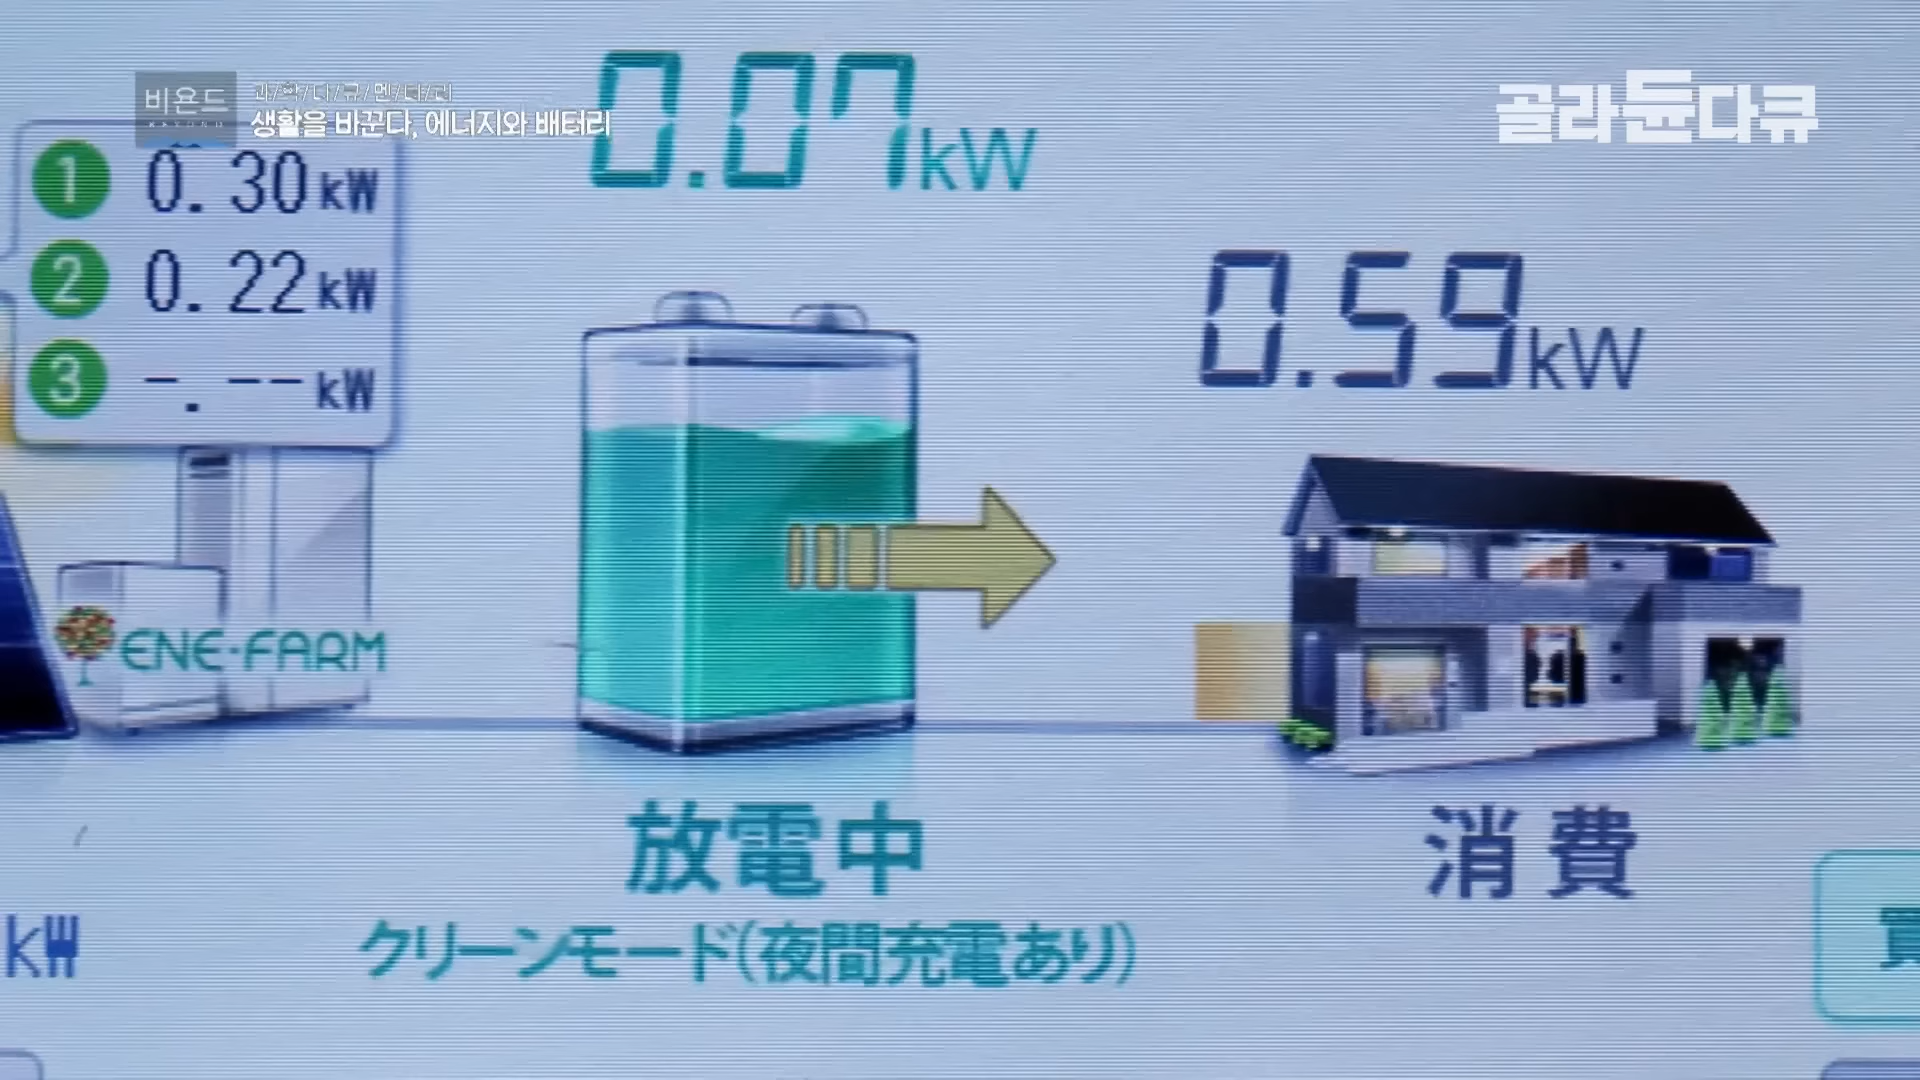 비욘드
과/학/다/큐/멘/터/리
생활을 바꾼다, 에너지와 배터리
골라듄다큐
0.07kW
1 0.30kW
2 0.22kW
3 -.--kW
0.59kW
ENE·FARM
放電中
消費
kW
クリーンモード(夜間充電あり)
買